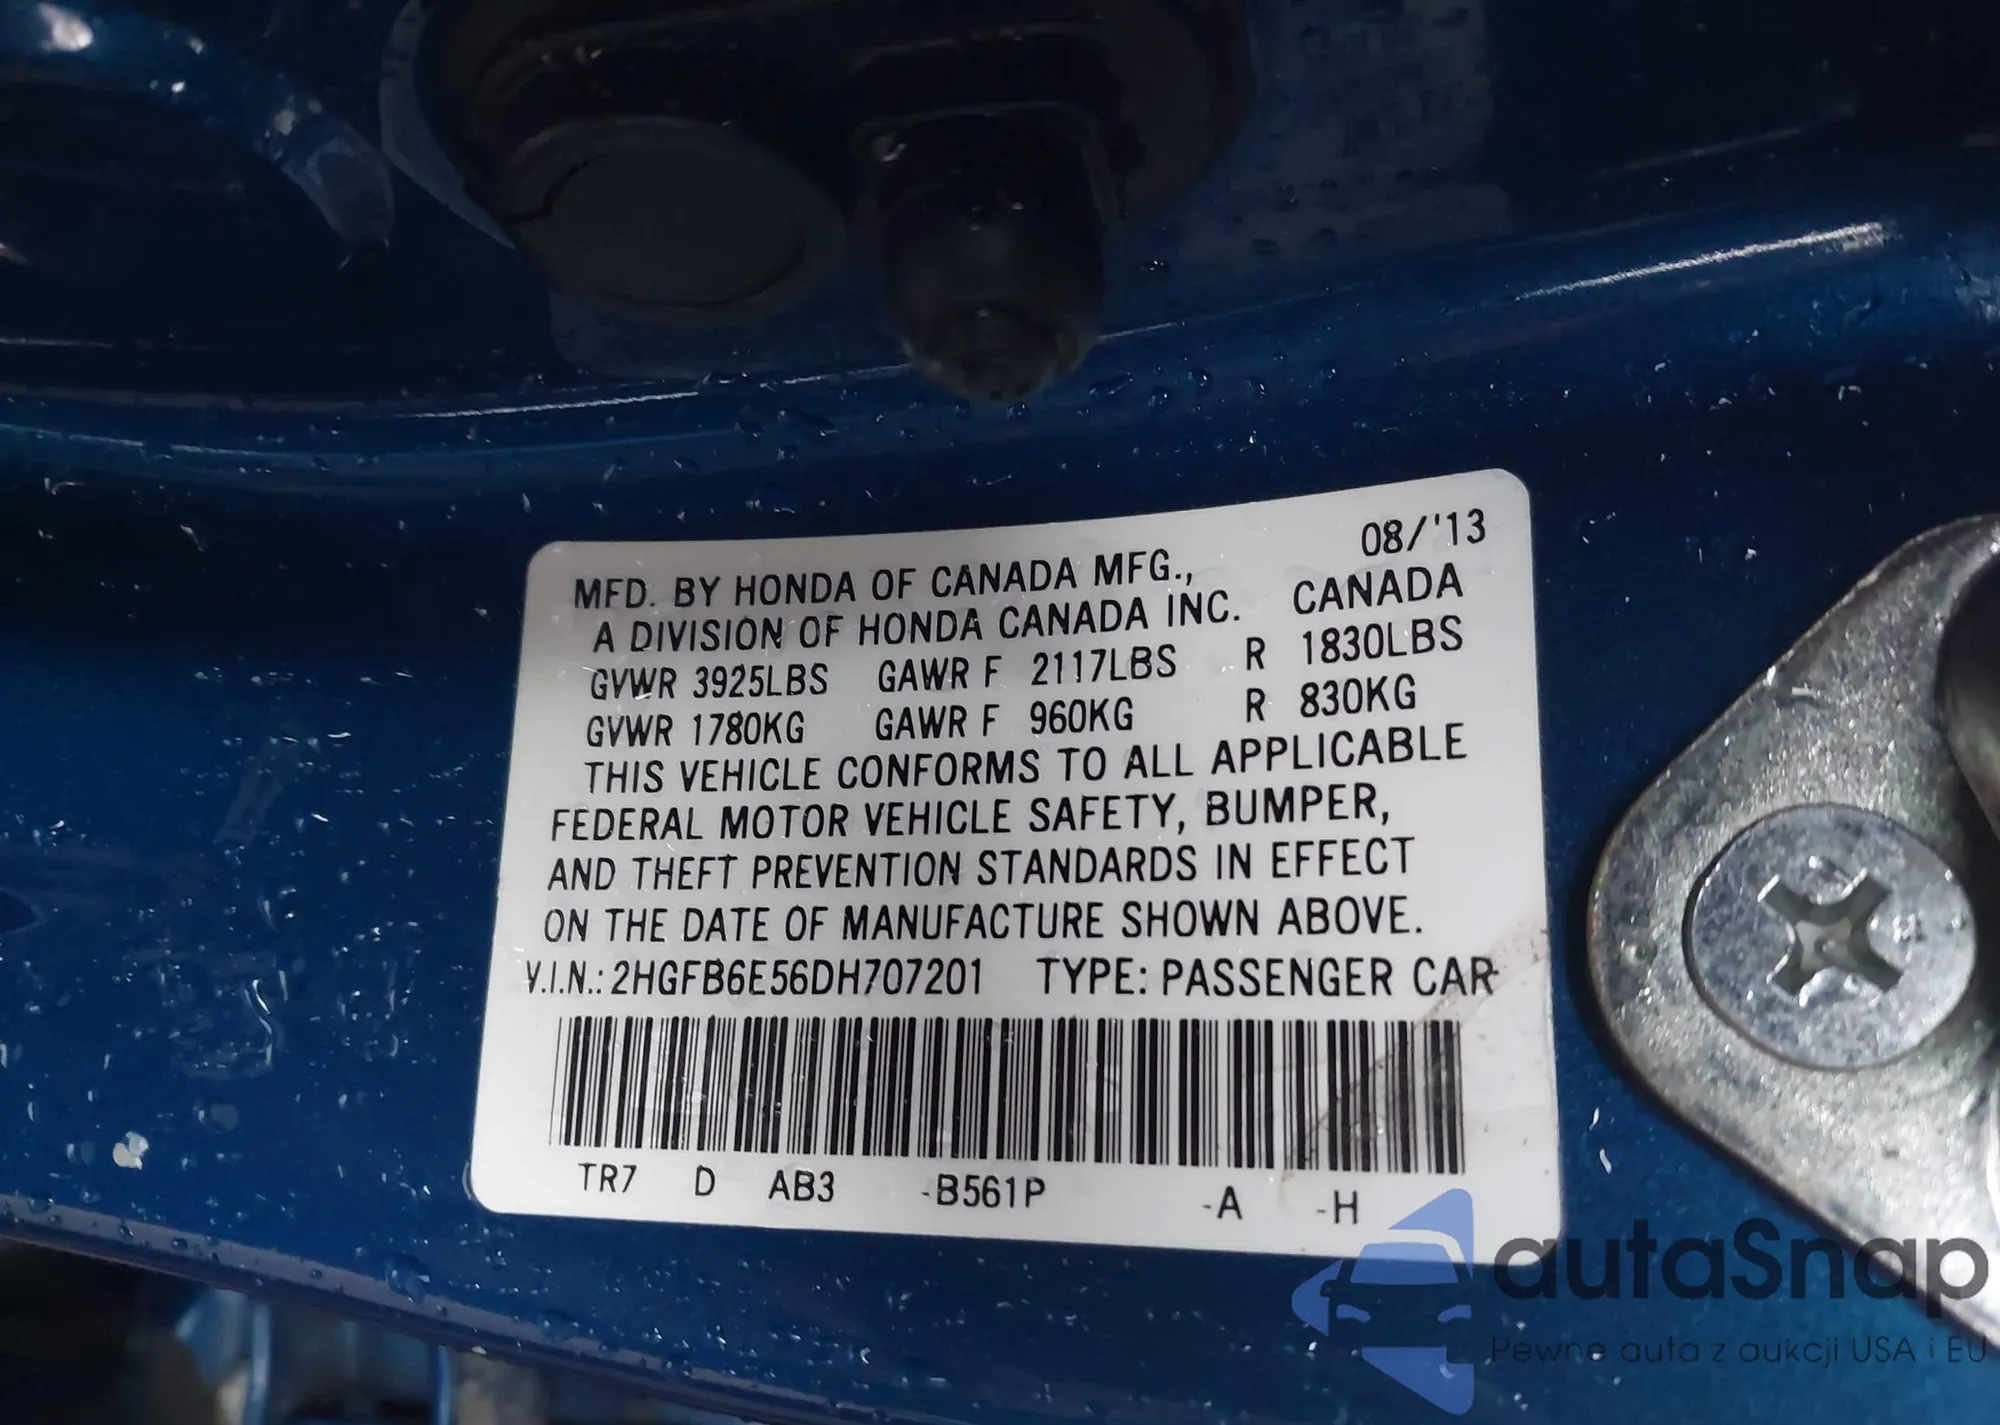 08/'13
MFD. BY HONDA OF CANADA MFG.,
A DIVISION OF HONDA CANADA INC. CANADA
GVWR 3925LBS GAWR F 2117LBS R 1830LBS
GVWR 1780KG GAWR F 960KG R 830KG
THIS VEHICLE CONFORMS TO ALL APPLICABLE
FEDERAL MOTOR VEHICLE SAFETY, BUMPER,
AND THEFT PREVENTION STANDARDS IN EFFECT
ON THE DATE OF MANUFACTURE SHOWN ABOVE.
V.I.N.: 2HGFB6E56DH707201 TYPE: PASSENGER CAR
TR7 D AB3 -B561P -A -H
autaSnap
Pewne auta z aukcji USA i EU